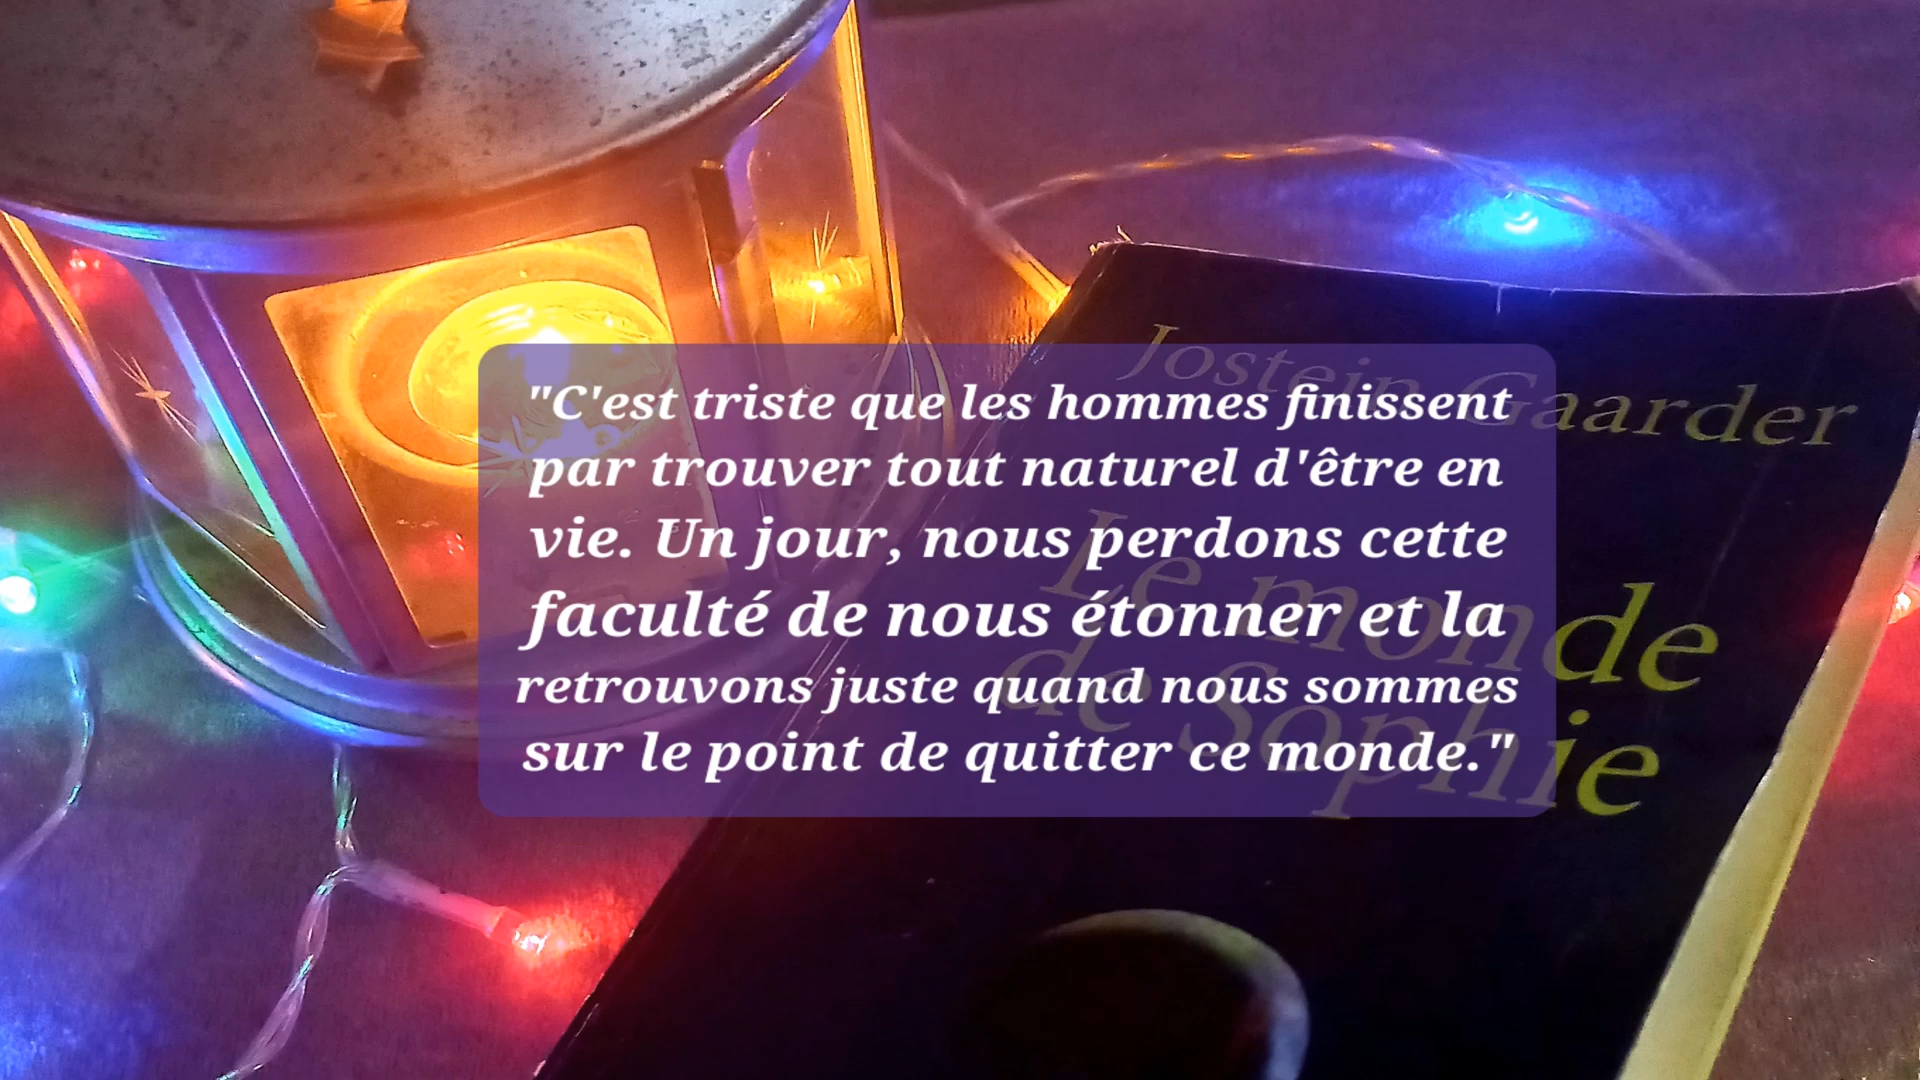 Jostein Gaarder
"C'est triste que les hommes finissent
par trouver tout naturel d'être en
vie. Un jour, nous perdons cette
faculté de nous étonner et la
retrouvons juste quand nous sommes
sur le point de quitter ce monde."
Le monde
de Sophie